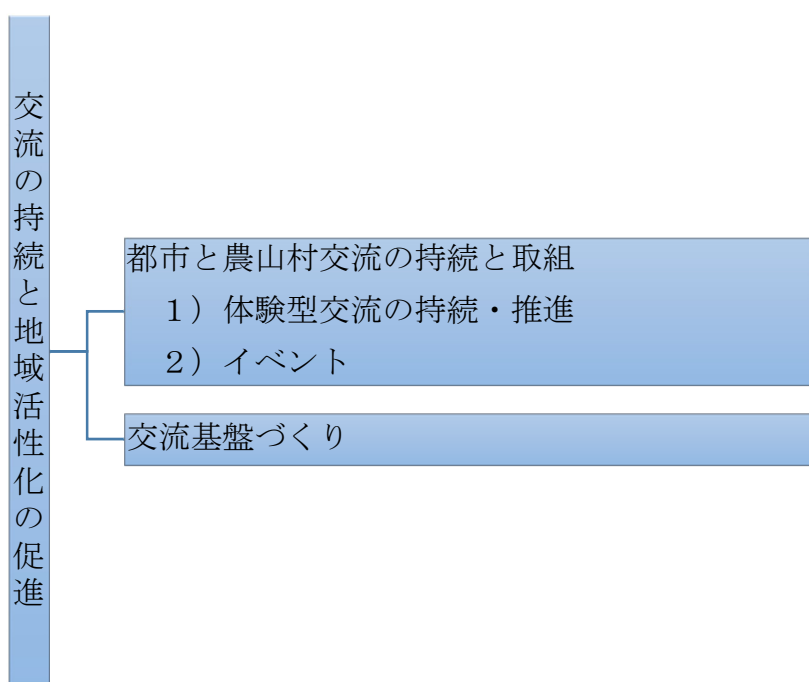 交流の持続と地域活性化の促進
都市と農山村交流の持続と取組
１）体験型交流の持続・推進
２）イベント
交流基盤づくり